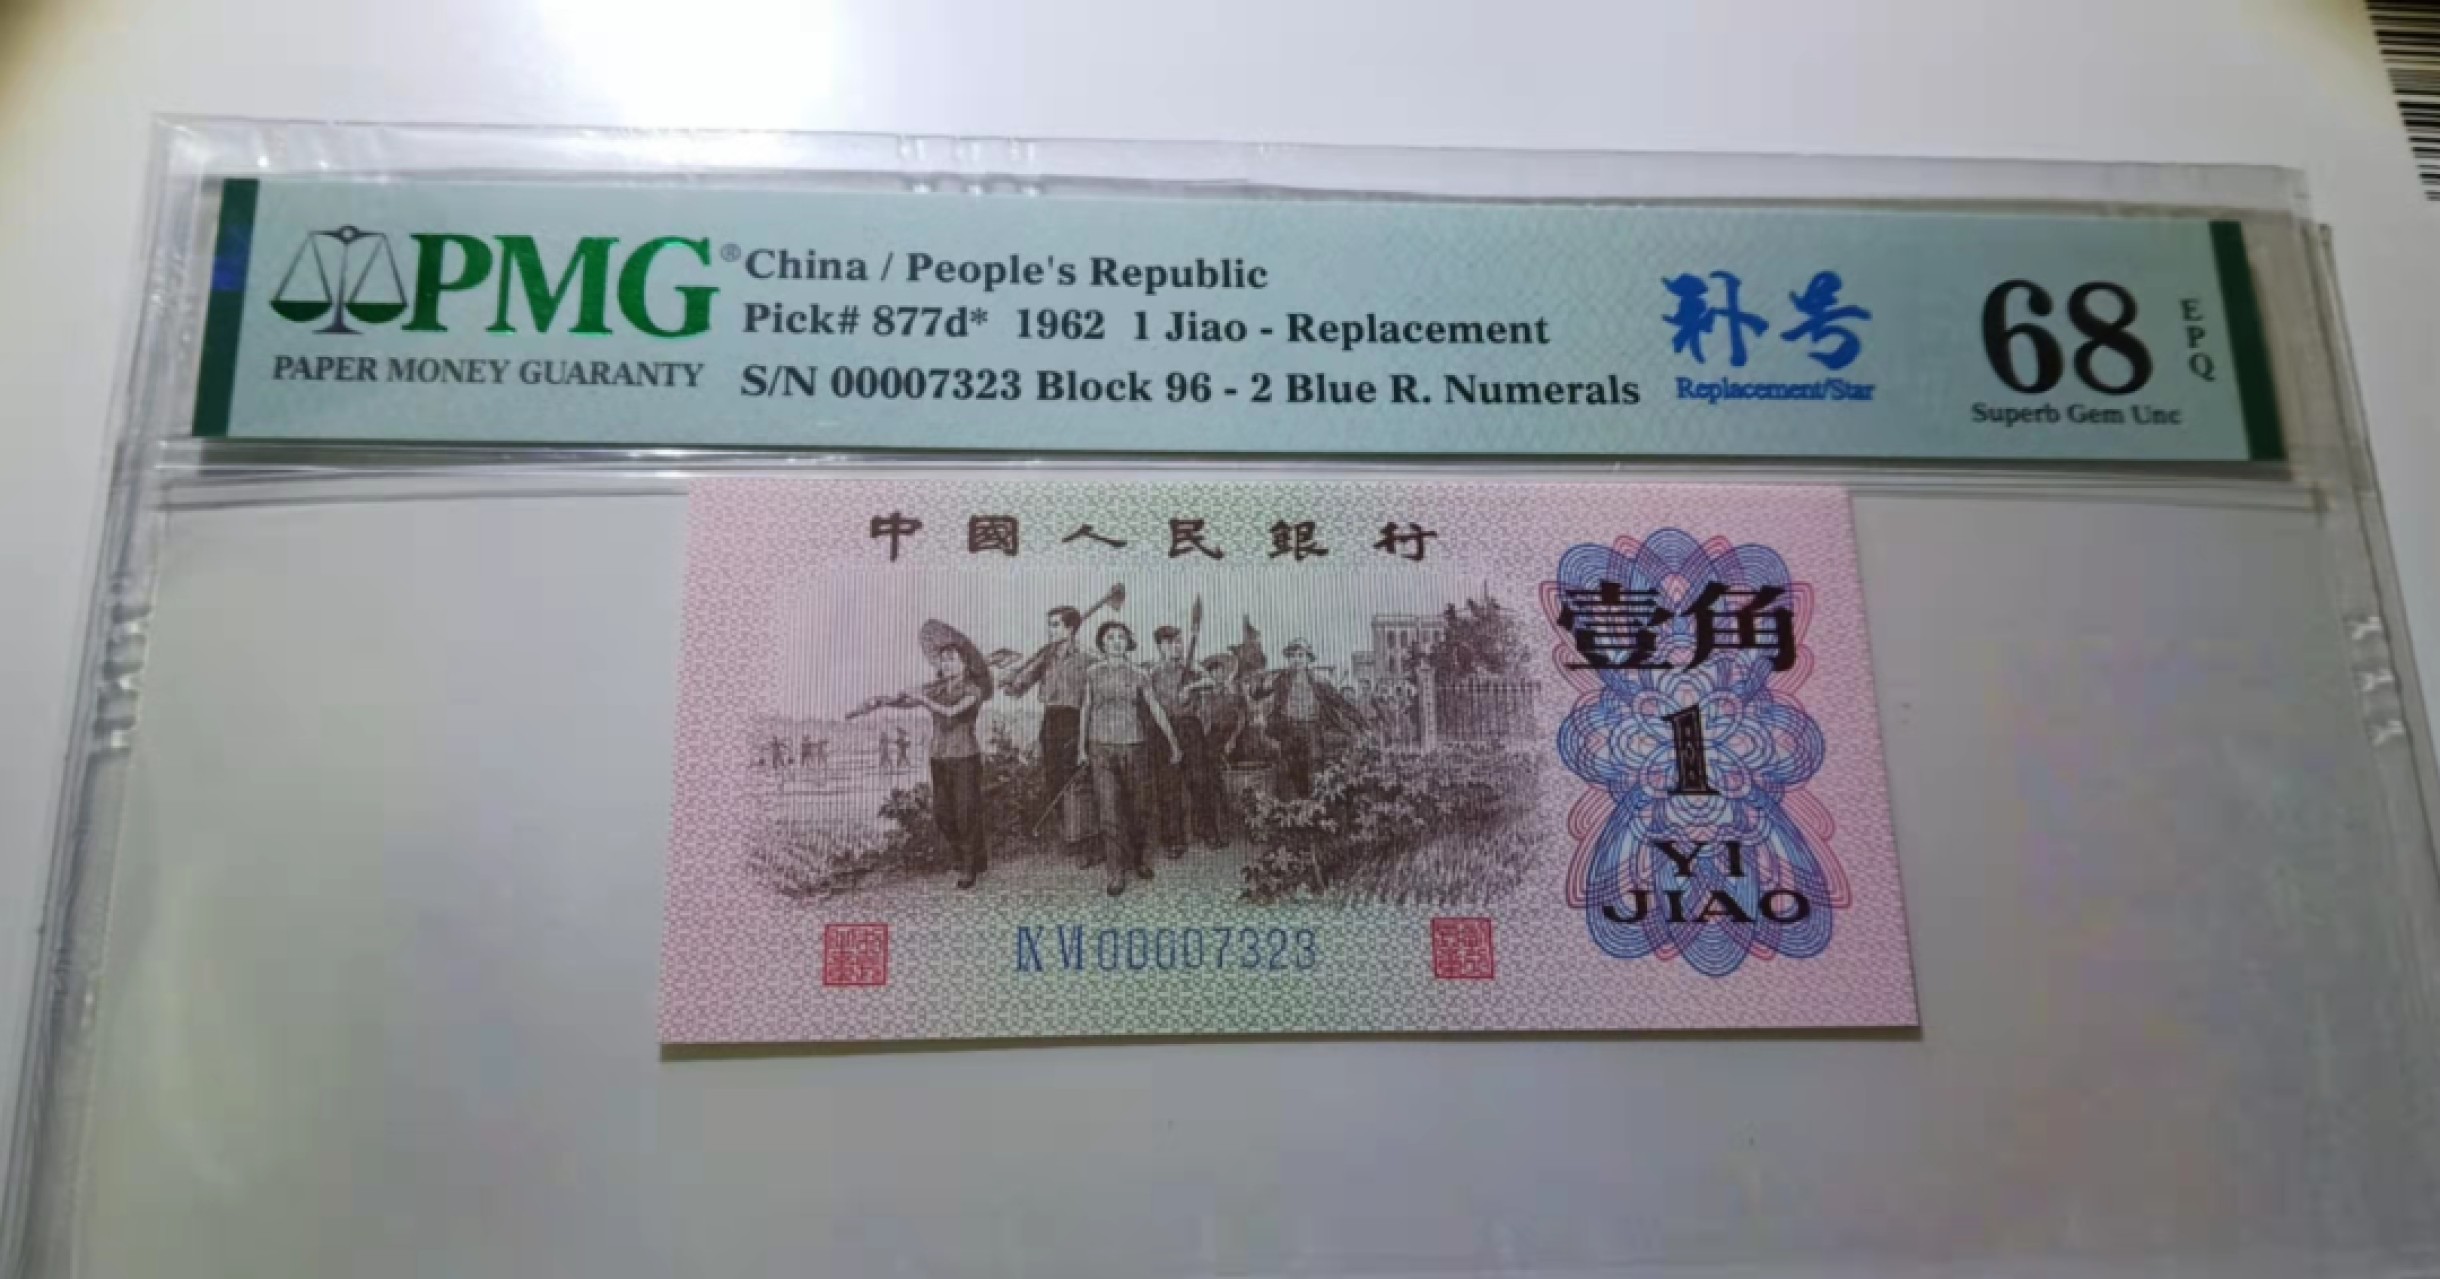 PMG®
PAPER MONEY GUARANTY
China / People's Republic
Pick# 877d* 1962 1 Jiao - Replacement
S/N 00007323 Block 96 - 2 Blue R. Numerals
补号
Replacement/Star
68
EPQ
Superb Gem Unc
中國人民銀行
壹角
1
YI
JIAO
IX VI 00007323